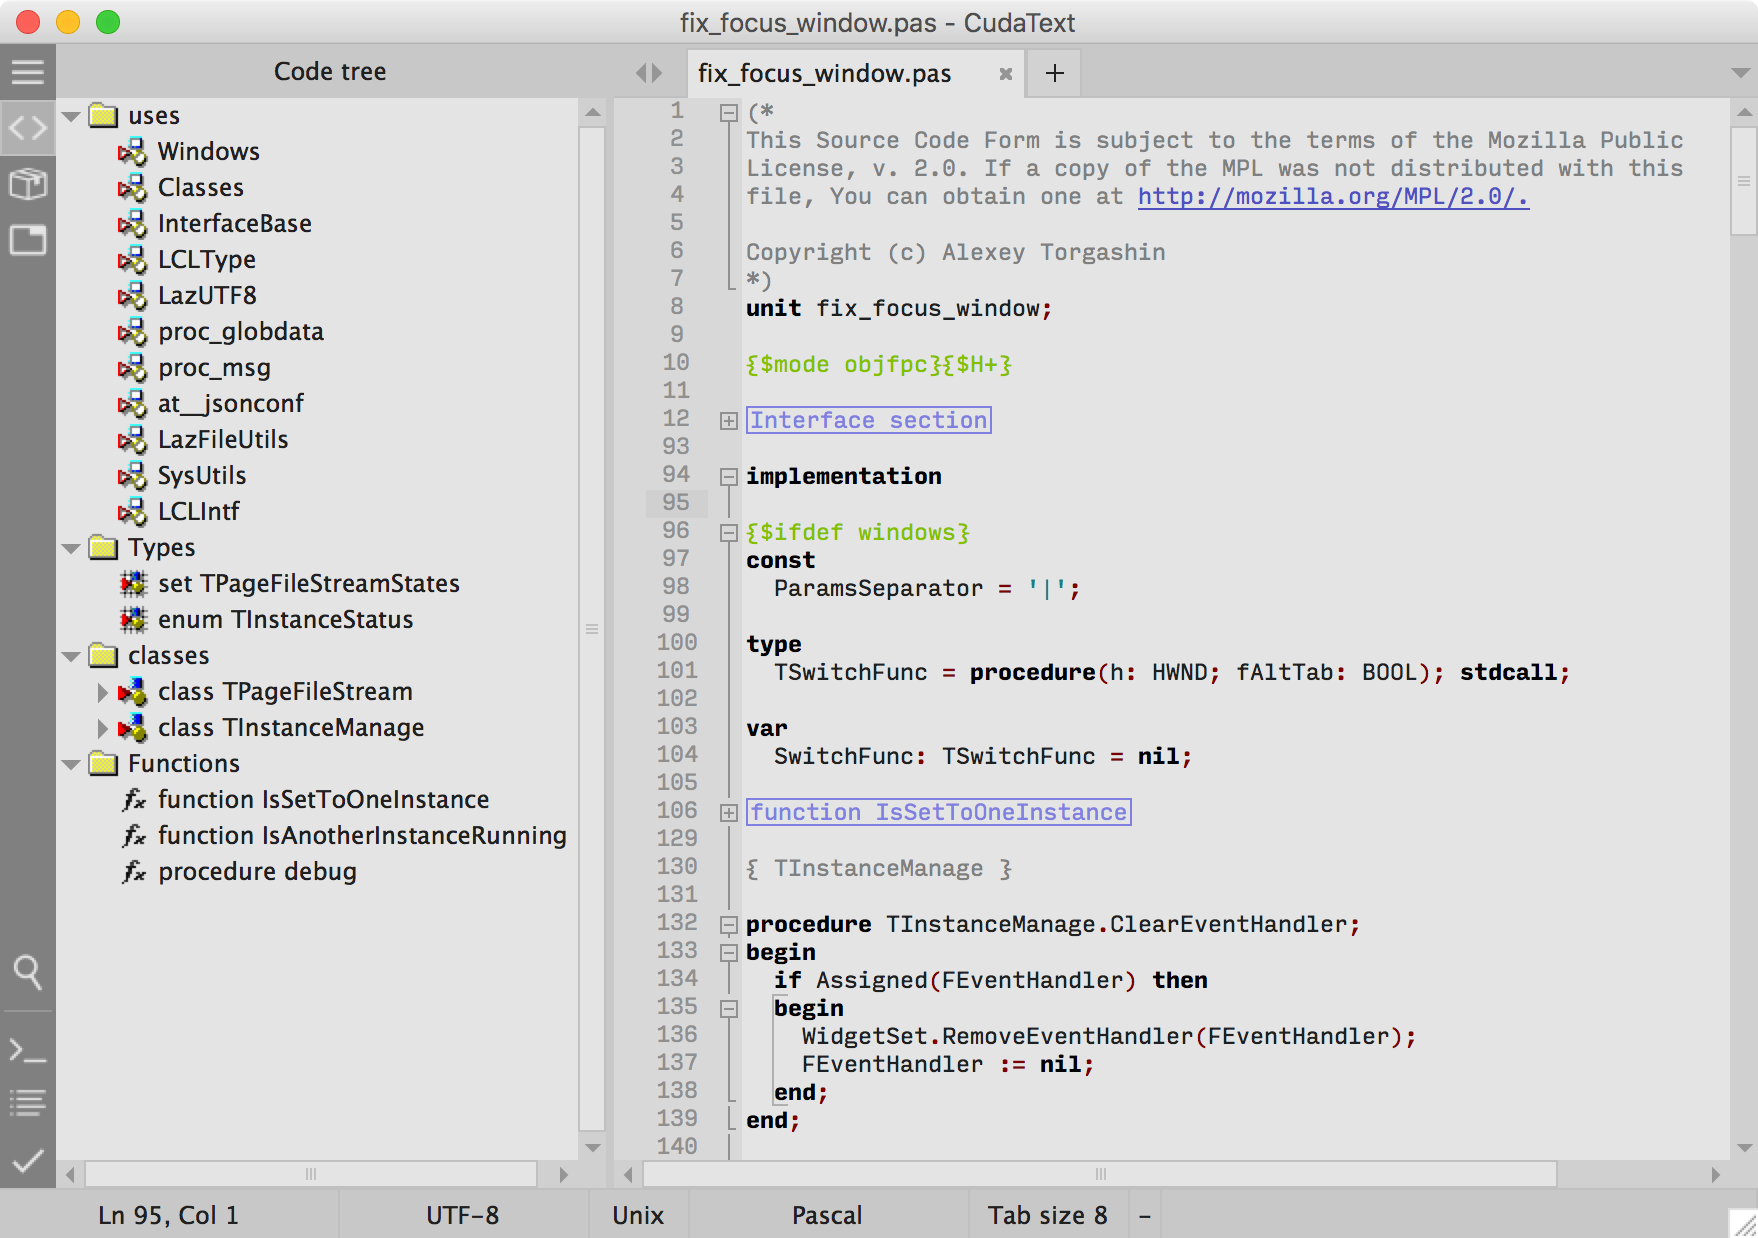 fix_focus_window.pas - CudaText
Code tree
fix_focus_window.pas
uses
Windows
Classes
InterfaceBase
LCLType
LazUTF8
proc_globdata
proc_msg
at__jsonconf
LazFileUtils
SysUtils
LCLIntf
Types
set TPageFileStreamStates
enum TInstanceStatus
classes
class TPageFileStream
class TInstanceManage
Functions
function IsSetToOneInstance
function IsAnotherInstanceRunning
procedure debug
1 (*
2 This Source Code Form is subject to the terms of the Mozilla Public
3 License, v. 2.0. If a copy of the MPL was not distributed with this
4 file, You can obtain one at http://mozilla.org/MPL/2.0/.
5
6 Copyright (c) Alexey Torgashin
7 *)
8 unit fix_focus_window;
9
10 {$mode objfpc}{$H+}
11
12 Interface section
93
94 implementation
95
96 {$ifdef windows}
97 const
98 ParamsSeparator = '|';
99
100 type
101 TSwitchFunc = procedure(h: HWND; fAltTab: BOOL); stdcall;
102
103 var
104 SwitchFunc: TSwitchFunc = nil;
105
106 function IsSetToOneInstance
129
130 { TInstanceManage }
131
132 procedure TInstanceManage.ClearEventHandler;
133 begin
134 if Assigned(FEventHandler) then
135 begin
136 WidgetSet.RemoveEventHandler(FEventHandler);
137 FEventHandler := nil;
138 end;
139 end;
140
Ln 95, Col 1
UTF-8
Unix
Pascal
Tab size 8
-